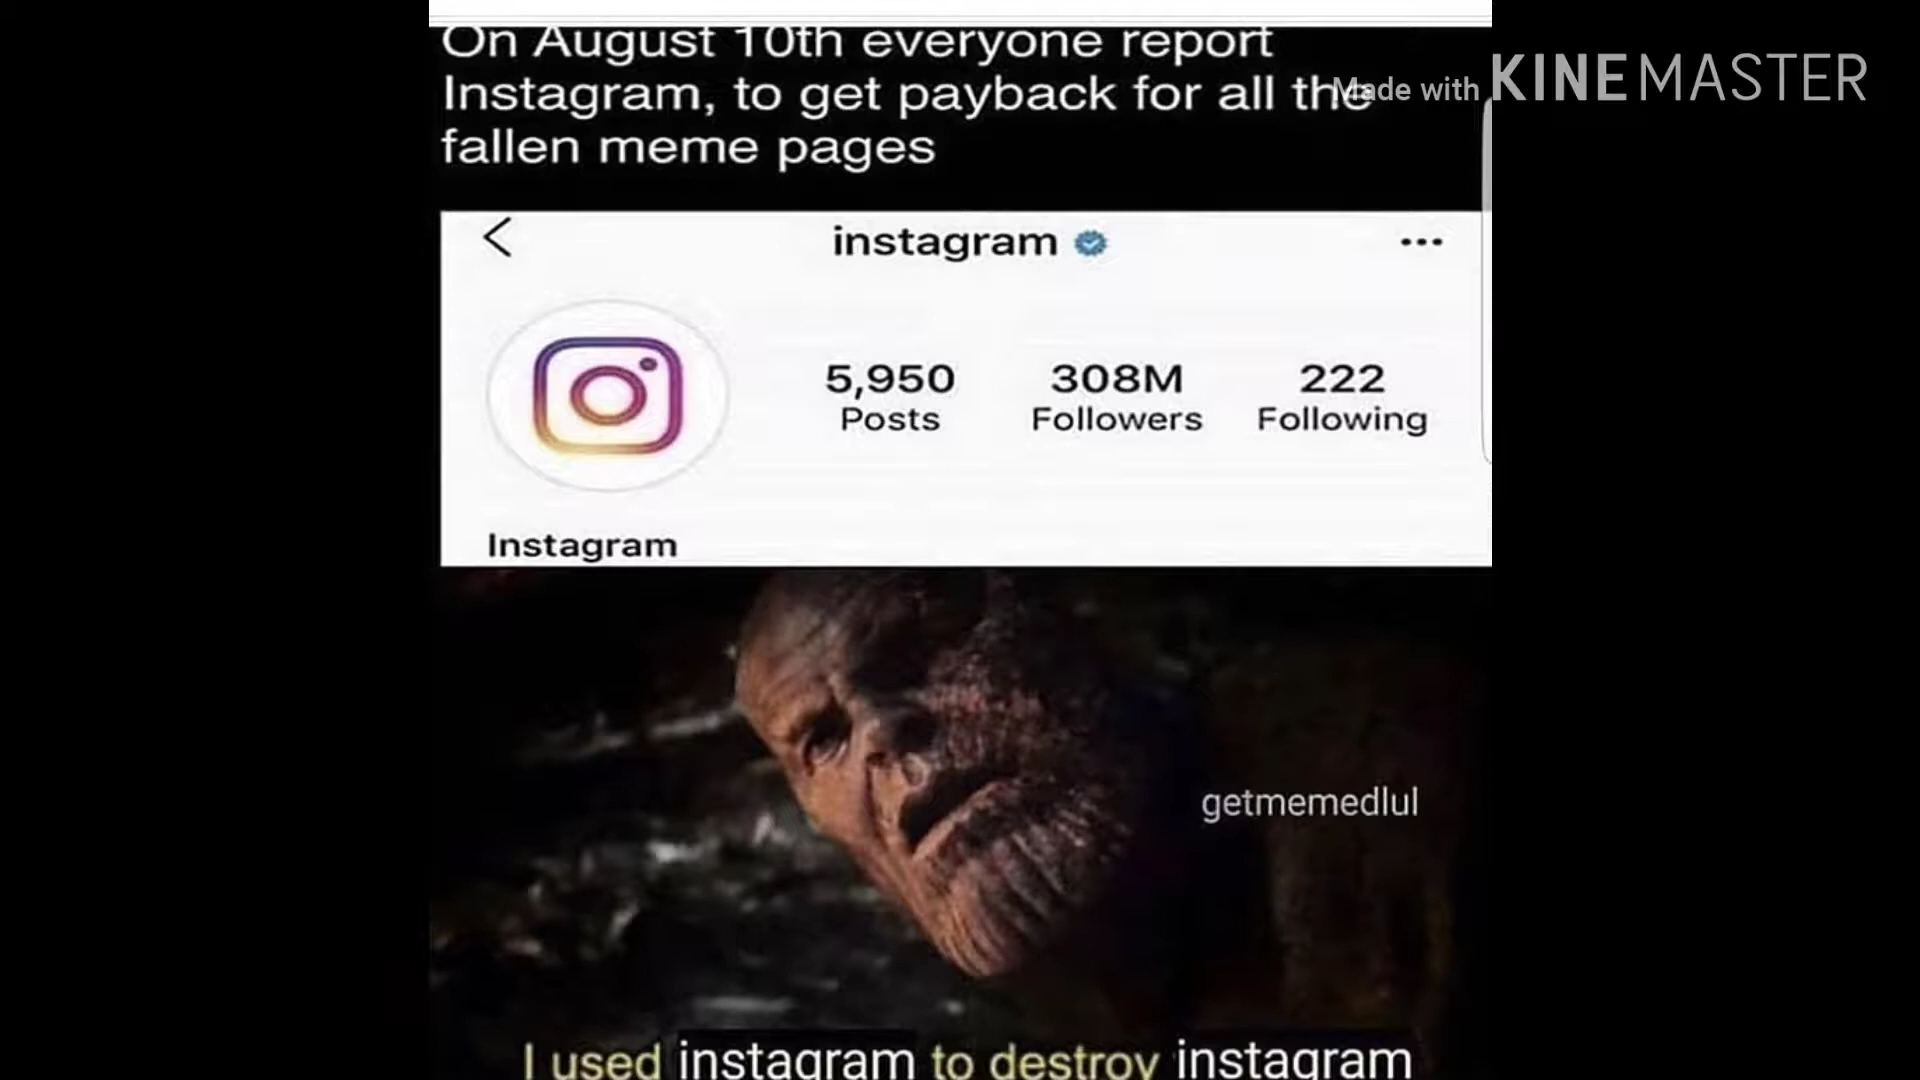 On August 10th everyone report
Instagram, to get payback for all the
fallen meme pages
Made with KINEMASTER
instagram
5,950 308M 222
Posts Followers Following
Instagram
getmemedlul
I used instagram to destroy instagram